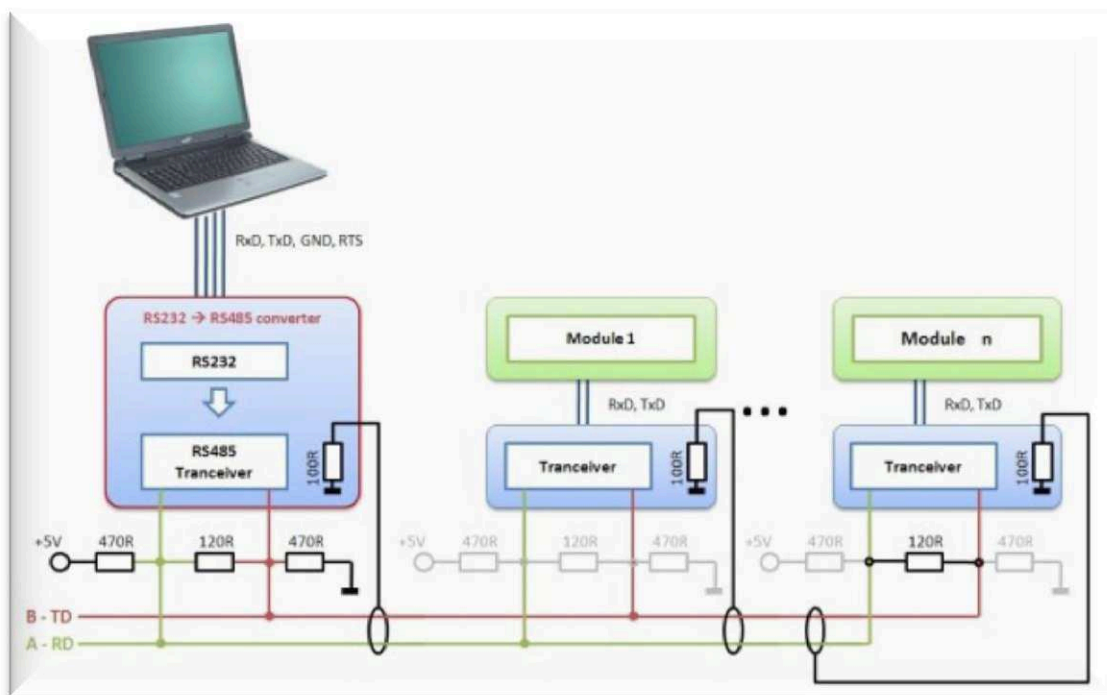 RxD, TxD, GND, RTS
RS232 → RS485 converter
RS232
RS485
Tranceiver
100R
Module 1
RxD, TxD
Tranceiver
100R
Module n
RxD, TxD
Tranceiver
100R
+5V
470R
120R
470R
+5V
470R
120R
470R
+5V
470R
120R
470R
B - TD
A - RD